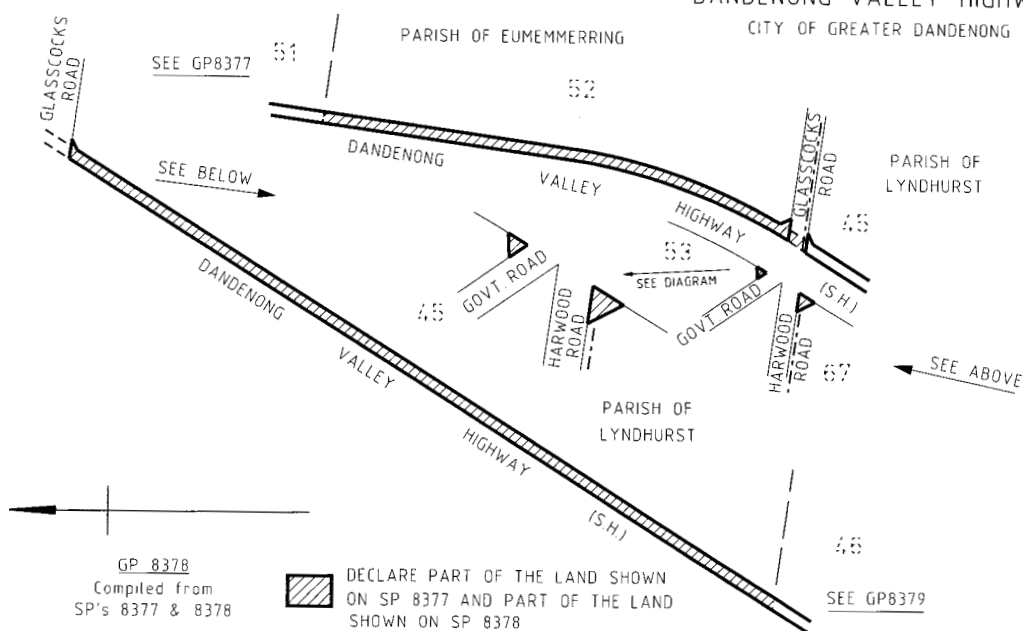 DANDENONG VALLEY HIGHW
CITY OF GREATER DANDENONG
PARISH OF EUMEMMERRING
GLASSCOCKS
ROAD
SEE GP8377
51
52
DANDENONG
VALLEY
HIGHWAY
(S.H.)
GLASSCOCKS
ROAD
PARISH OF
LYNDHURST
45
SEE BELOW
53
SEE DIAGRAM
GOVT. ROAD
HARWOOD
ROAD
GOVT. ROAD
HARWOOD
ROAD
67
SEE ABOVE
45
DANDENONG
VALLEY
HIGHWAY
(S.H.)
PARISH OF
LYNDHURST
46
SEE GP8379
GP 8378
Compiled from
SP's 8377 & 8378
DECLARE PART OF THE LAND SHOWN
ON SP 8377 AND PART OF THE LAND
SHOWN ON SP 8378